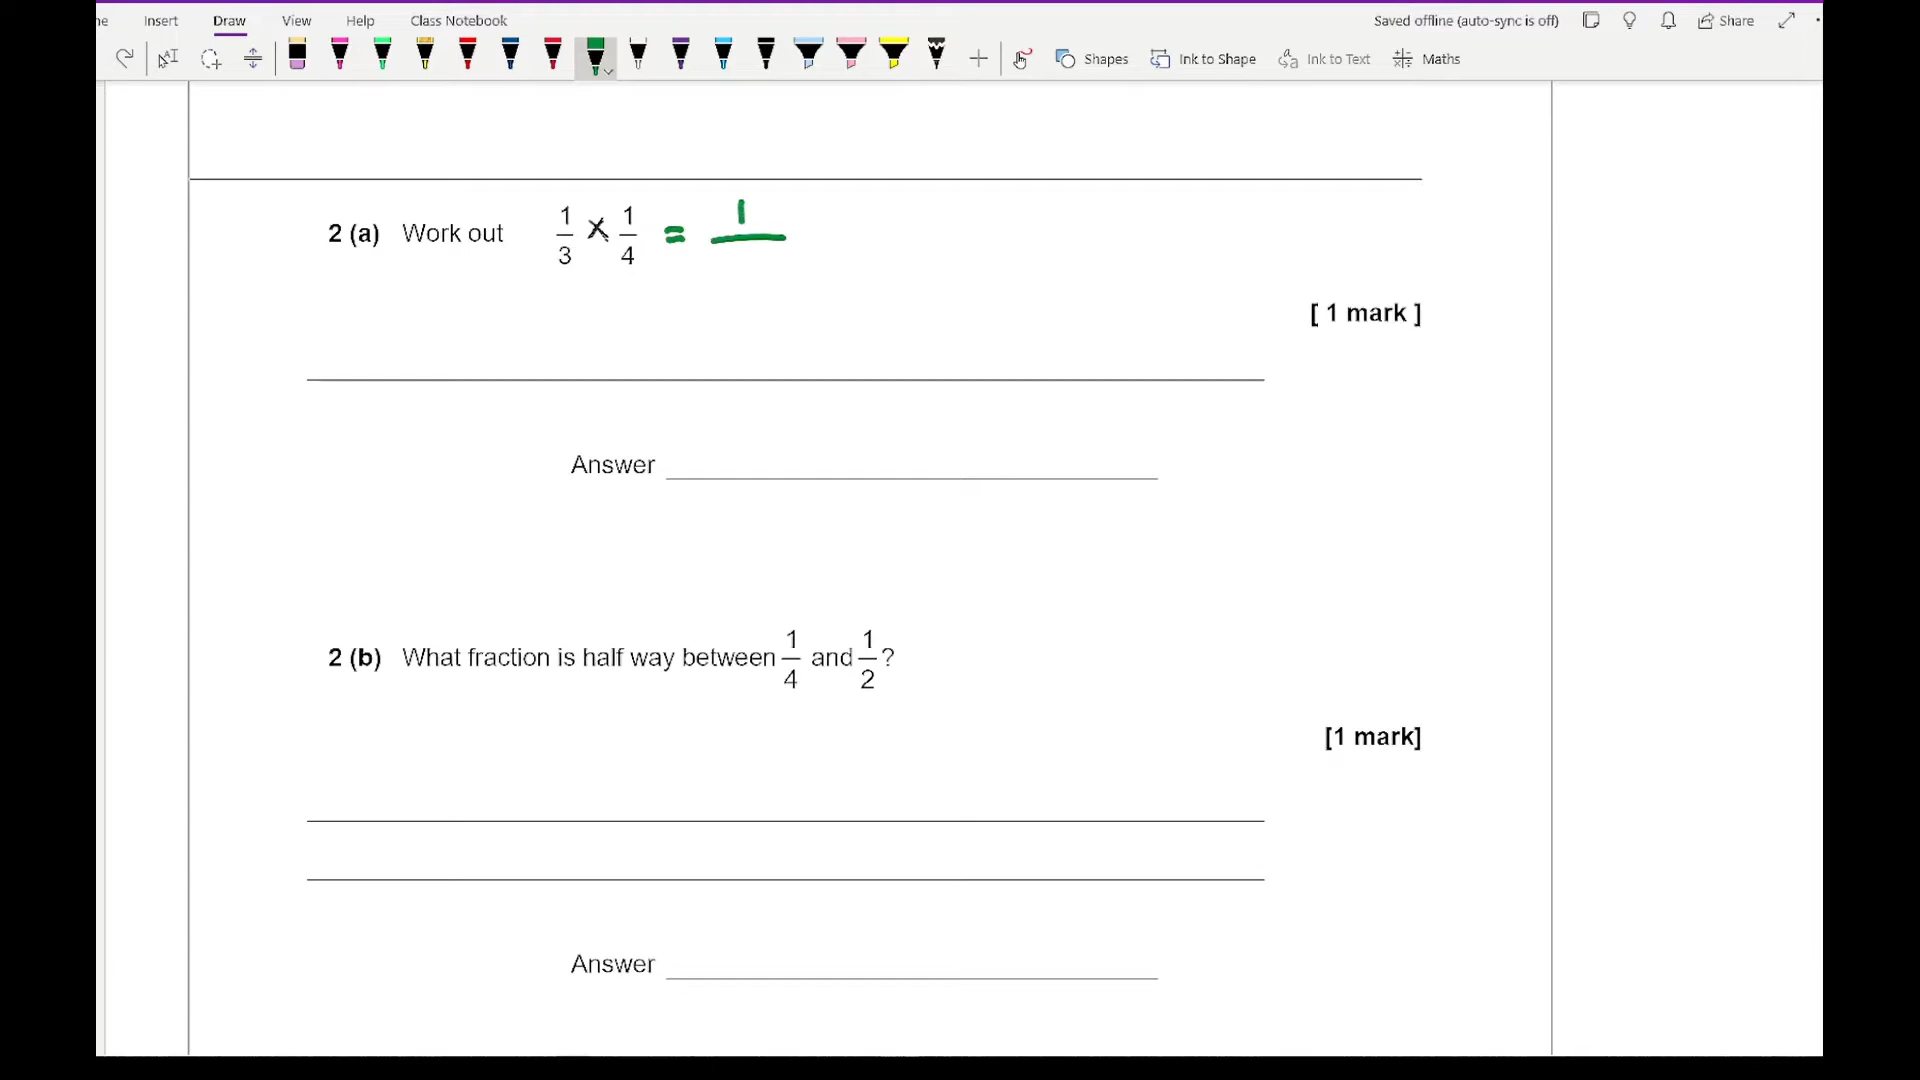 ne Insert Draw View Help Class Notebook Saved offline (auto-sync is off) Share
Shapes Ink to Shape Ink to Text Maths
2 (a) Work out 1/3 × 1/4 = 1/
[ 1 mark ]
Answer
2 (b) What fraction is half way between 1/4 and 1/2 ?
[1 mark]
Answer